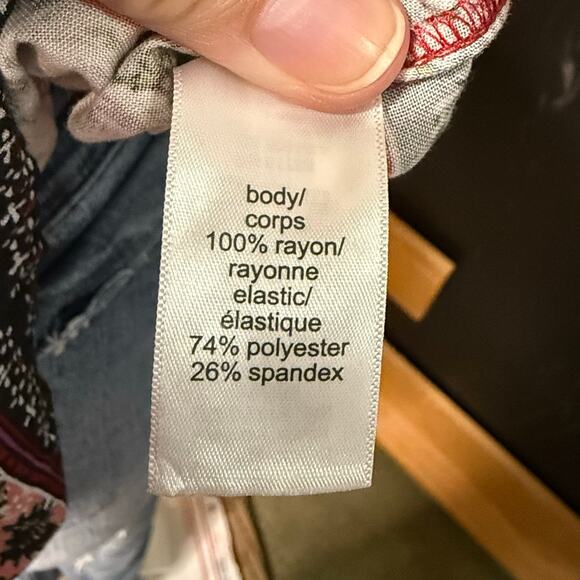 body/
corps
100% rayon/
rayonne
elastic/
élastique
74% polyester
26% spandex